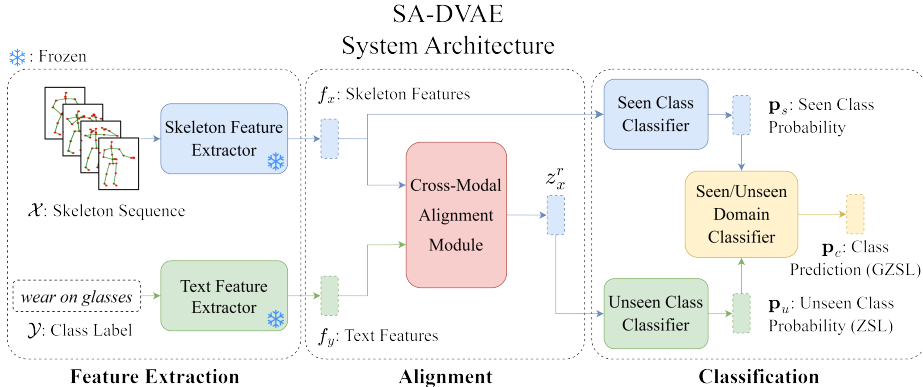 SA-DVAE
System Architecture
: Frozen
Skeleton Feature
Extractor
𝒳: Skeleton Sequence
wear on glasses
𝒴: Class Label
Text Feature
Extractor
Feature Extraction
f_x: Skeleton Features
Cross-Modal
Alignment
Module
z_x^r
f_y: Text Features
Alignment
Seen Class
Classifier
p_s: Seen Class
Probability
Seen/Unseen
Domain
Classifier
p_c: Class
Prediction (GZSL)
Unseen Class
Classifier
p_u: Unseen Class
Probability (ZSL)
Classification